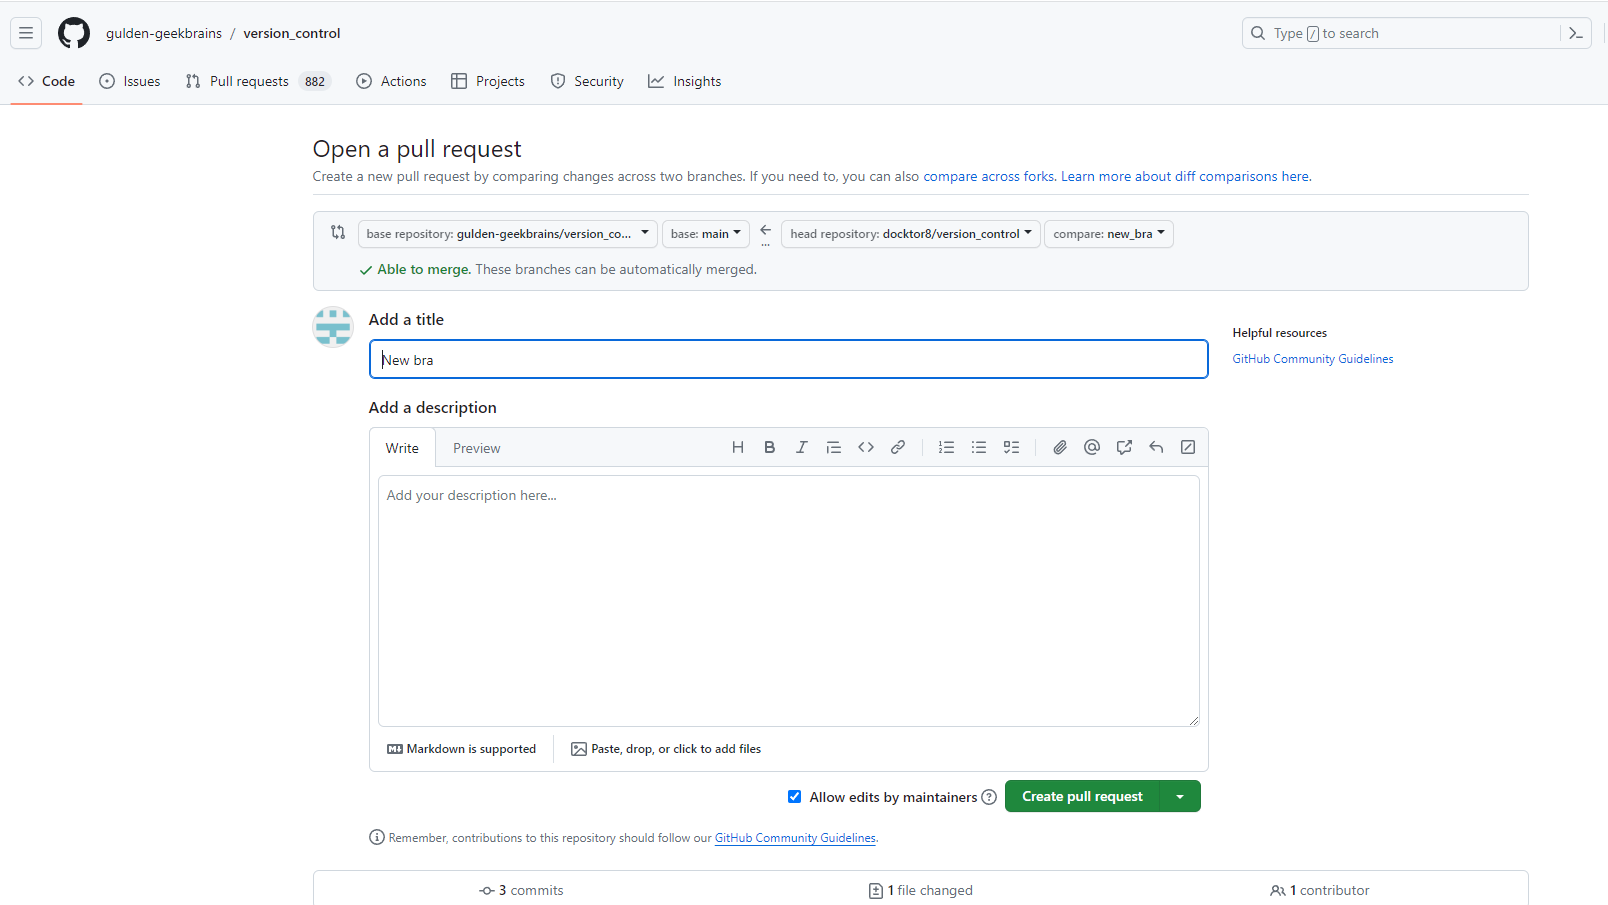 gulden-geekbrains / version_control
Type / to search
Code Issues Pull requests 882 Actions Projects Security Insights
Open a pull request
Create a new pull request by comparing changes across two branches. If you need to, you can also compare across forks. Learn more about diff comparisons here.
base repository: gulden-geekbrains/version_co... base: main ... head repository: docktor8/version_control compare: new_bra
Able to merge. These branches can be automatically merged.
Add a title
New bra
Helpful resources
GitHub Community Guidelines
Add a description
Write Preview
Add your description here...
Markdown is supported Paste, drop, or click to add files
Allow edits by maintainers Create pull request
Remember, contributions to this repository should follow our GitHub Community Guidelines.
3 commits 1 file changed 1 contributor